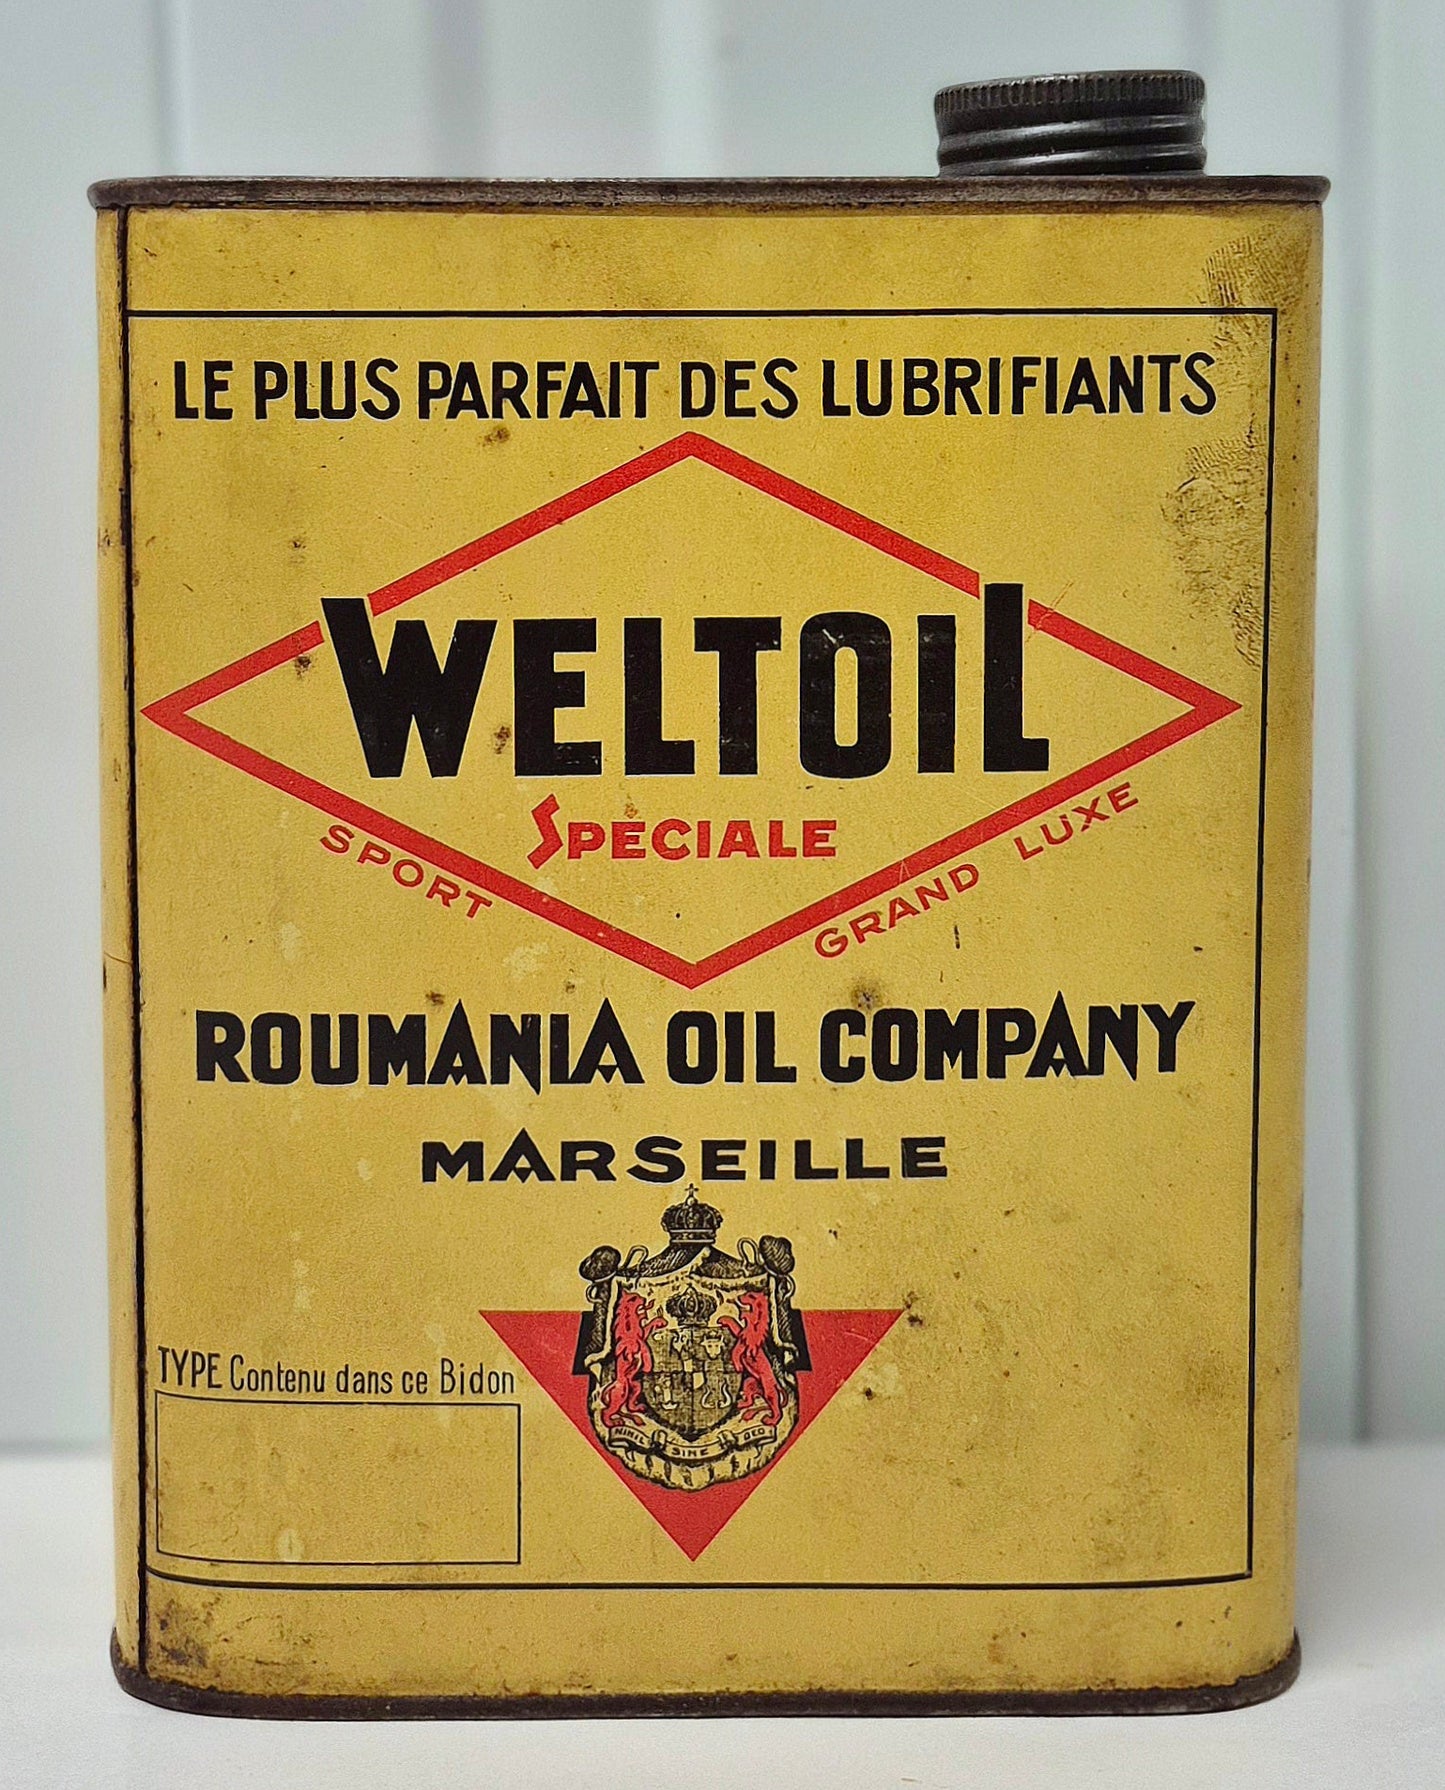 LE PLUS PARFAIT DES LUBRIFIANTS
WELTOIL
SPÉCIALE
SPORT
GRAND LUXE
ROUMANIA OIL COMPANY
MARSEILLE
TYPE Contenu dans ce Bidon
NIHIL SINE DEO